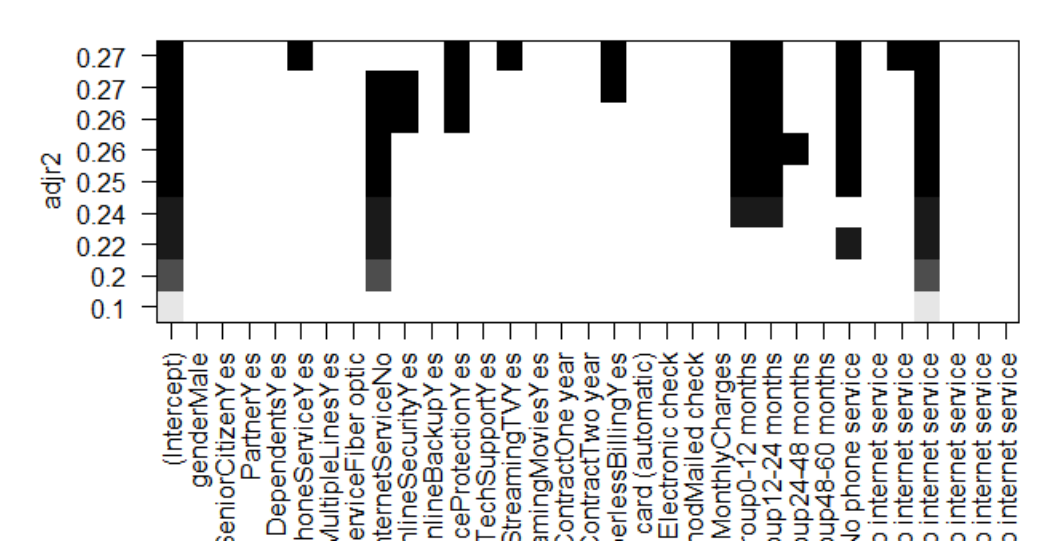 adjr2
0.27
0.27
0.26
0.26
0.25
0.24
0.22
0.2
0.1
(Intercept)
genderMale
SeniorCitizenYes
PartnerYes
DependentsYes
honeServiceYes
MultipleLinesYes
erviceFiber optic
nternetServiceNo
nlineSecurityYes
nlineBackupYes
ceProtectionYes
TechSupportYes
StreamingTVYes
amingMoviesYes
ContractOne year
ContractTwo year
perlessBillingYes
card (automatic)
Electronic check
nodMailed check
MonthlyCharges
roup0-12 months
oup12-24 months
oup24-48 months
oup48-60 months
No phone service
o internet service
o internet service
o internet service
o internet service
o internet service
o internet service